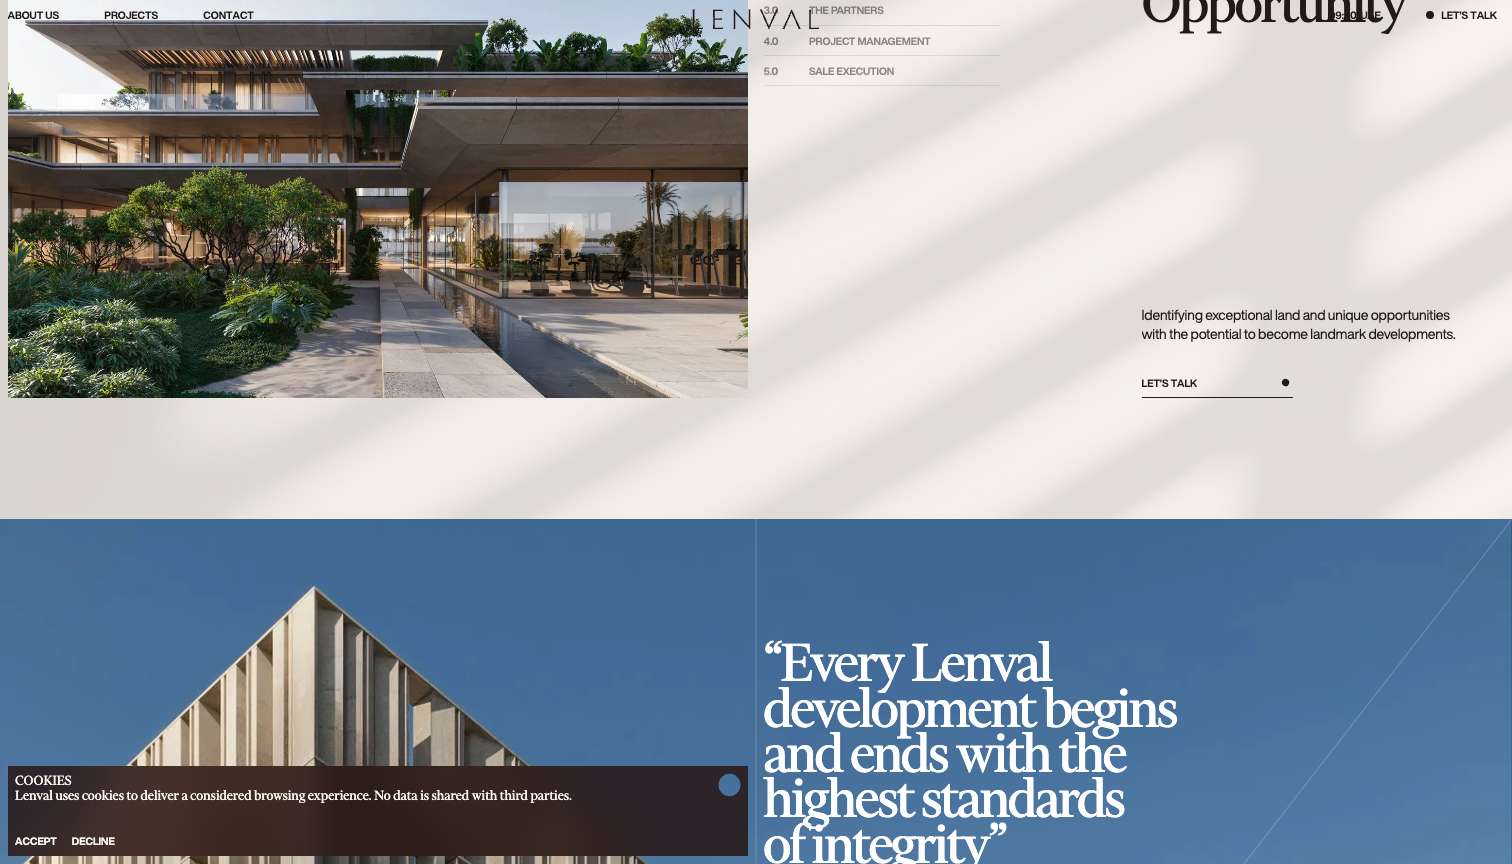 ABOUT US
PROJECTS
CONTACT
LENVAL
LET'S TALK
3.0 THE PARTNERS
4.0 PROJECT MANAGEMENT
5.0 SALE EXECUTION
Opportunity
Identifying exceptional land and unique opportunities
with the potential to become landmark developments.
LET'S TALK
“Every Lenval
development begins
and ends with the
highest standards
of integrity”
COOKIES
Lenval uses cookies to deliver a considered browsing experience. No data is shared with third parties.
ACCEPT
DECLINE